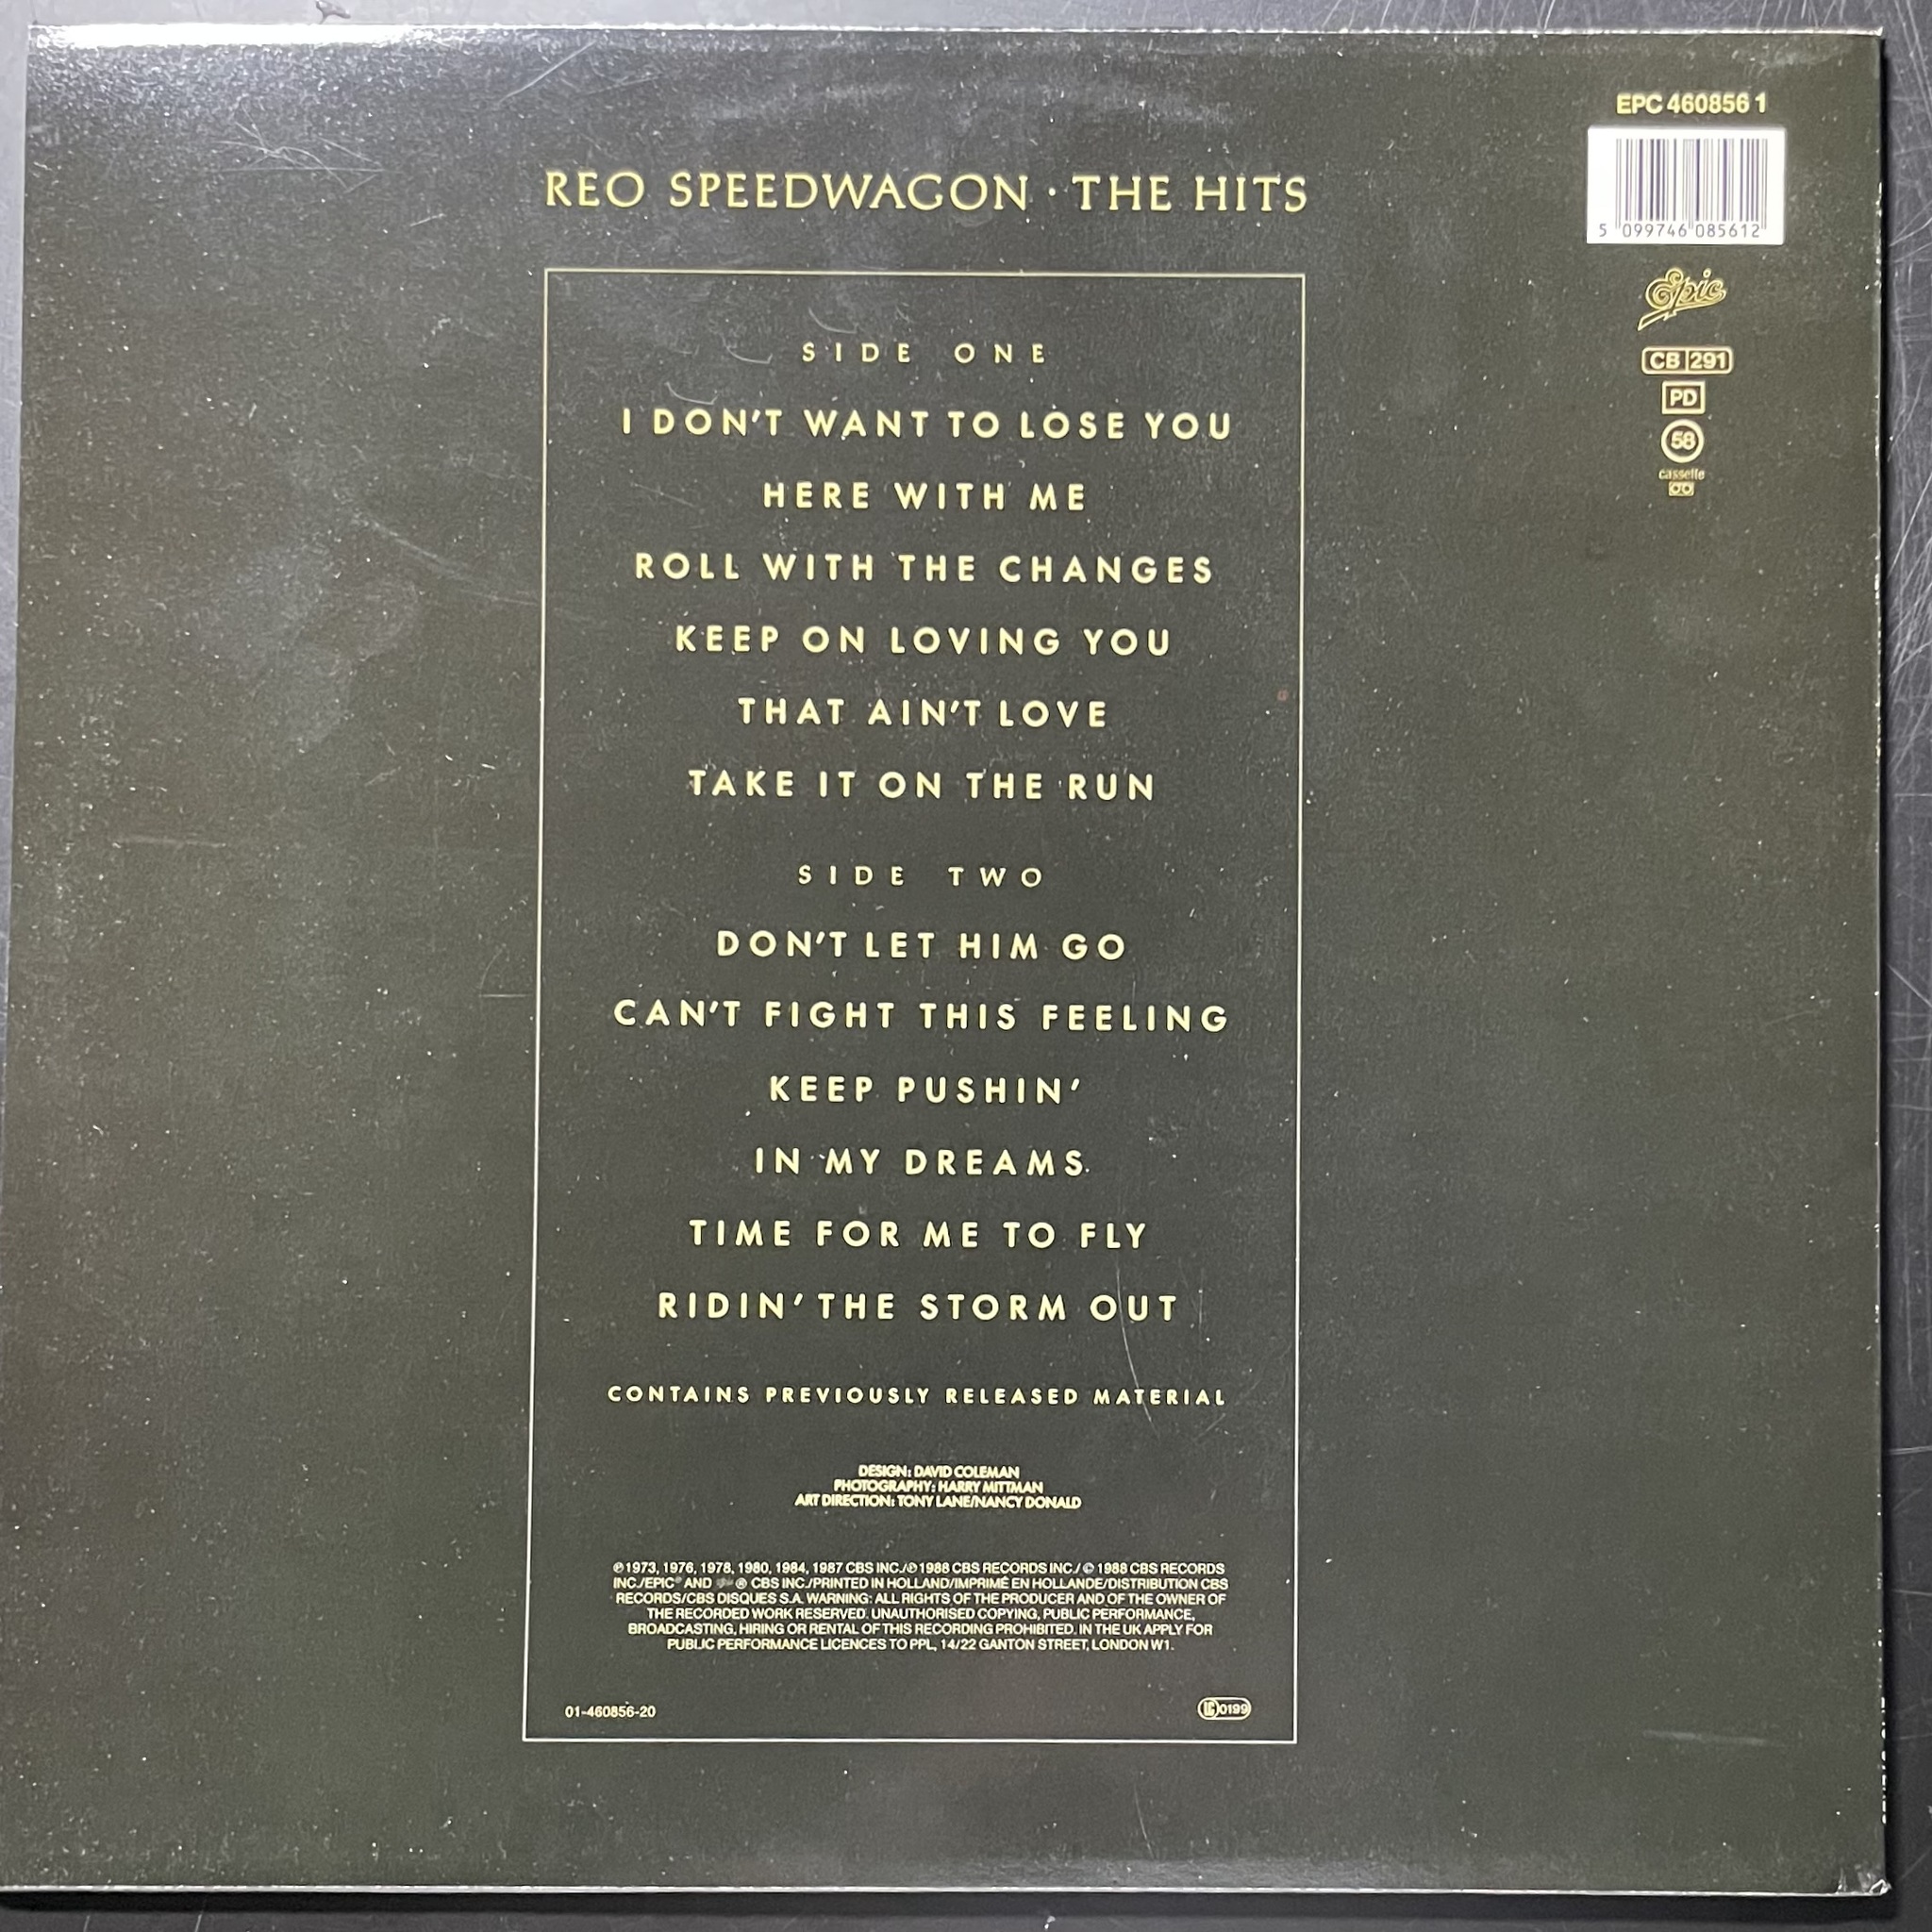 EPC 460856 1
5 099746 085612
REO SPEEDWAGON · THE HITS
Epic
CB 291
PD
58
cassette
SIDE ONE
I DON'T WANT TO LOSE YOU
HERE WITH ME
ROLL WITH THE CHANGES
KEEP ON LOVING YOU
THAT AIN'T LOVE
TAKE IT ON THE RUN
SIDE TWO
DON'T LET HIM GO
CAN'T FIGHT THIS FEELING
KEEP PUSHIN'
IN MY DREAMS
TIME FOR ME TO FLY
RIDIN' THE STORM OUT
CONTAINS PREVIOUSLY RELEASED MATERIAL
DESIGN: DAVID COLEMAN
PHOTOGRAPHY: HARRY MITTMAN
ART DIRECTION: TONY LANE/NANCY DONALD
℗ 1973, 1976, 1978, 1980, 1984, 1987 CBS INC./℗ 1988 CBS RECORDS INC./ © 1988 CBS RECORDS
INC./EPIC® AND ® CBS INC./PRINTED IN HOLLAND/IMPRIMÉ EN HOLLANDE/DISTRIBUTION CBS
RECORDS/CBS DISQUES S.A. WARNING: ALL RIGHTS OF THE PRODUCER AND OF THE OWNER OF
THE RECORDED WORK RESERVED. UNAUTHORISED COPYING, PUBLIC PERFORMANCE,
BROADCASTING, HIRING OR RENTAL OF THIS RECORDING PROHIBITED. IN THE UK APPLY FOR
PUBLIC PERFORMANCE LICENCES TO PPL, 14/22 GANTON STREET, LONDON W1.
01-460856-20
LC 0199